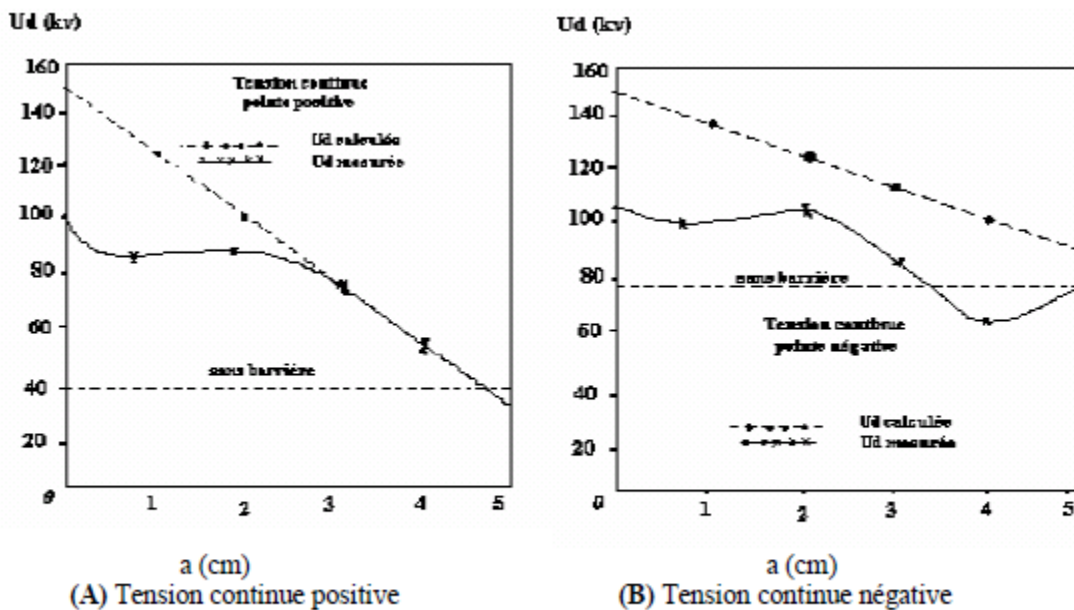 Ud (kv)
160
140
120
100
80
60
40
20
0
1
2
3
4
5
Tension continue
pointe positive
Ud calculée
Ud mesurée
sans barrière
a (cm)
(A) Tension continue positive
Ud (kv)
160
140
120
100
80
60
40
20
0
1
2
3
4
5
sans barrière
Tension continue
pointe négative
Ud calculée
Ud mesurée
a (cm)
(B) Tension continue négative